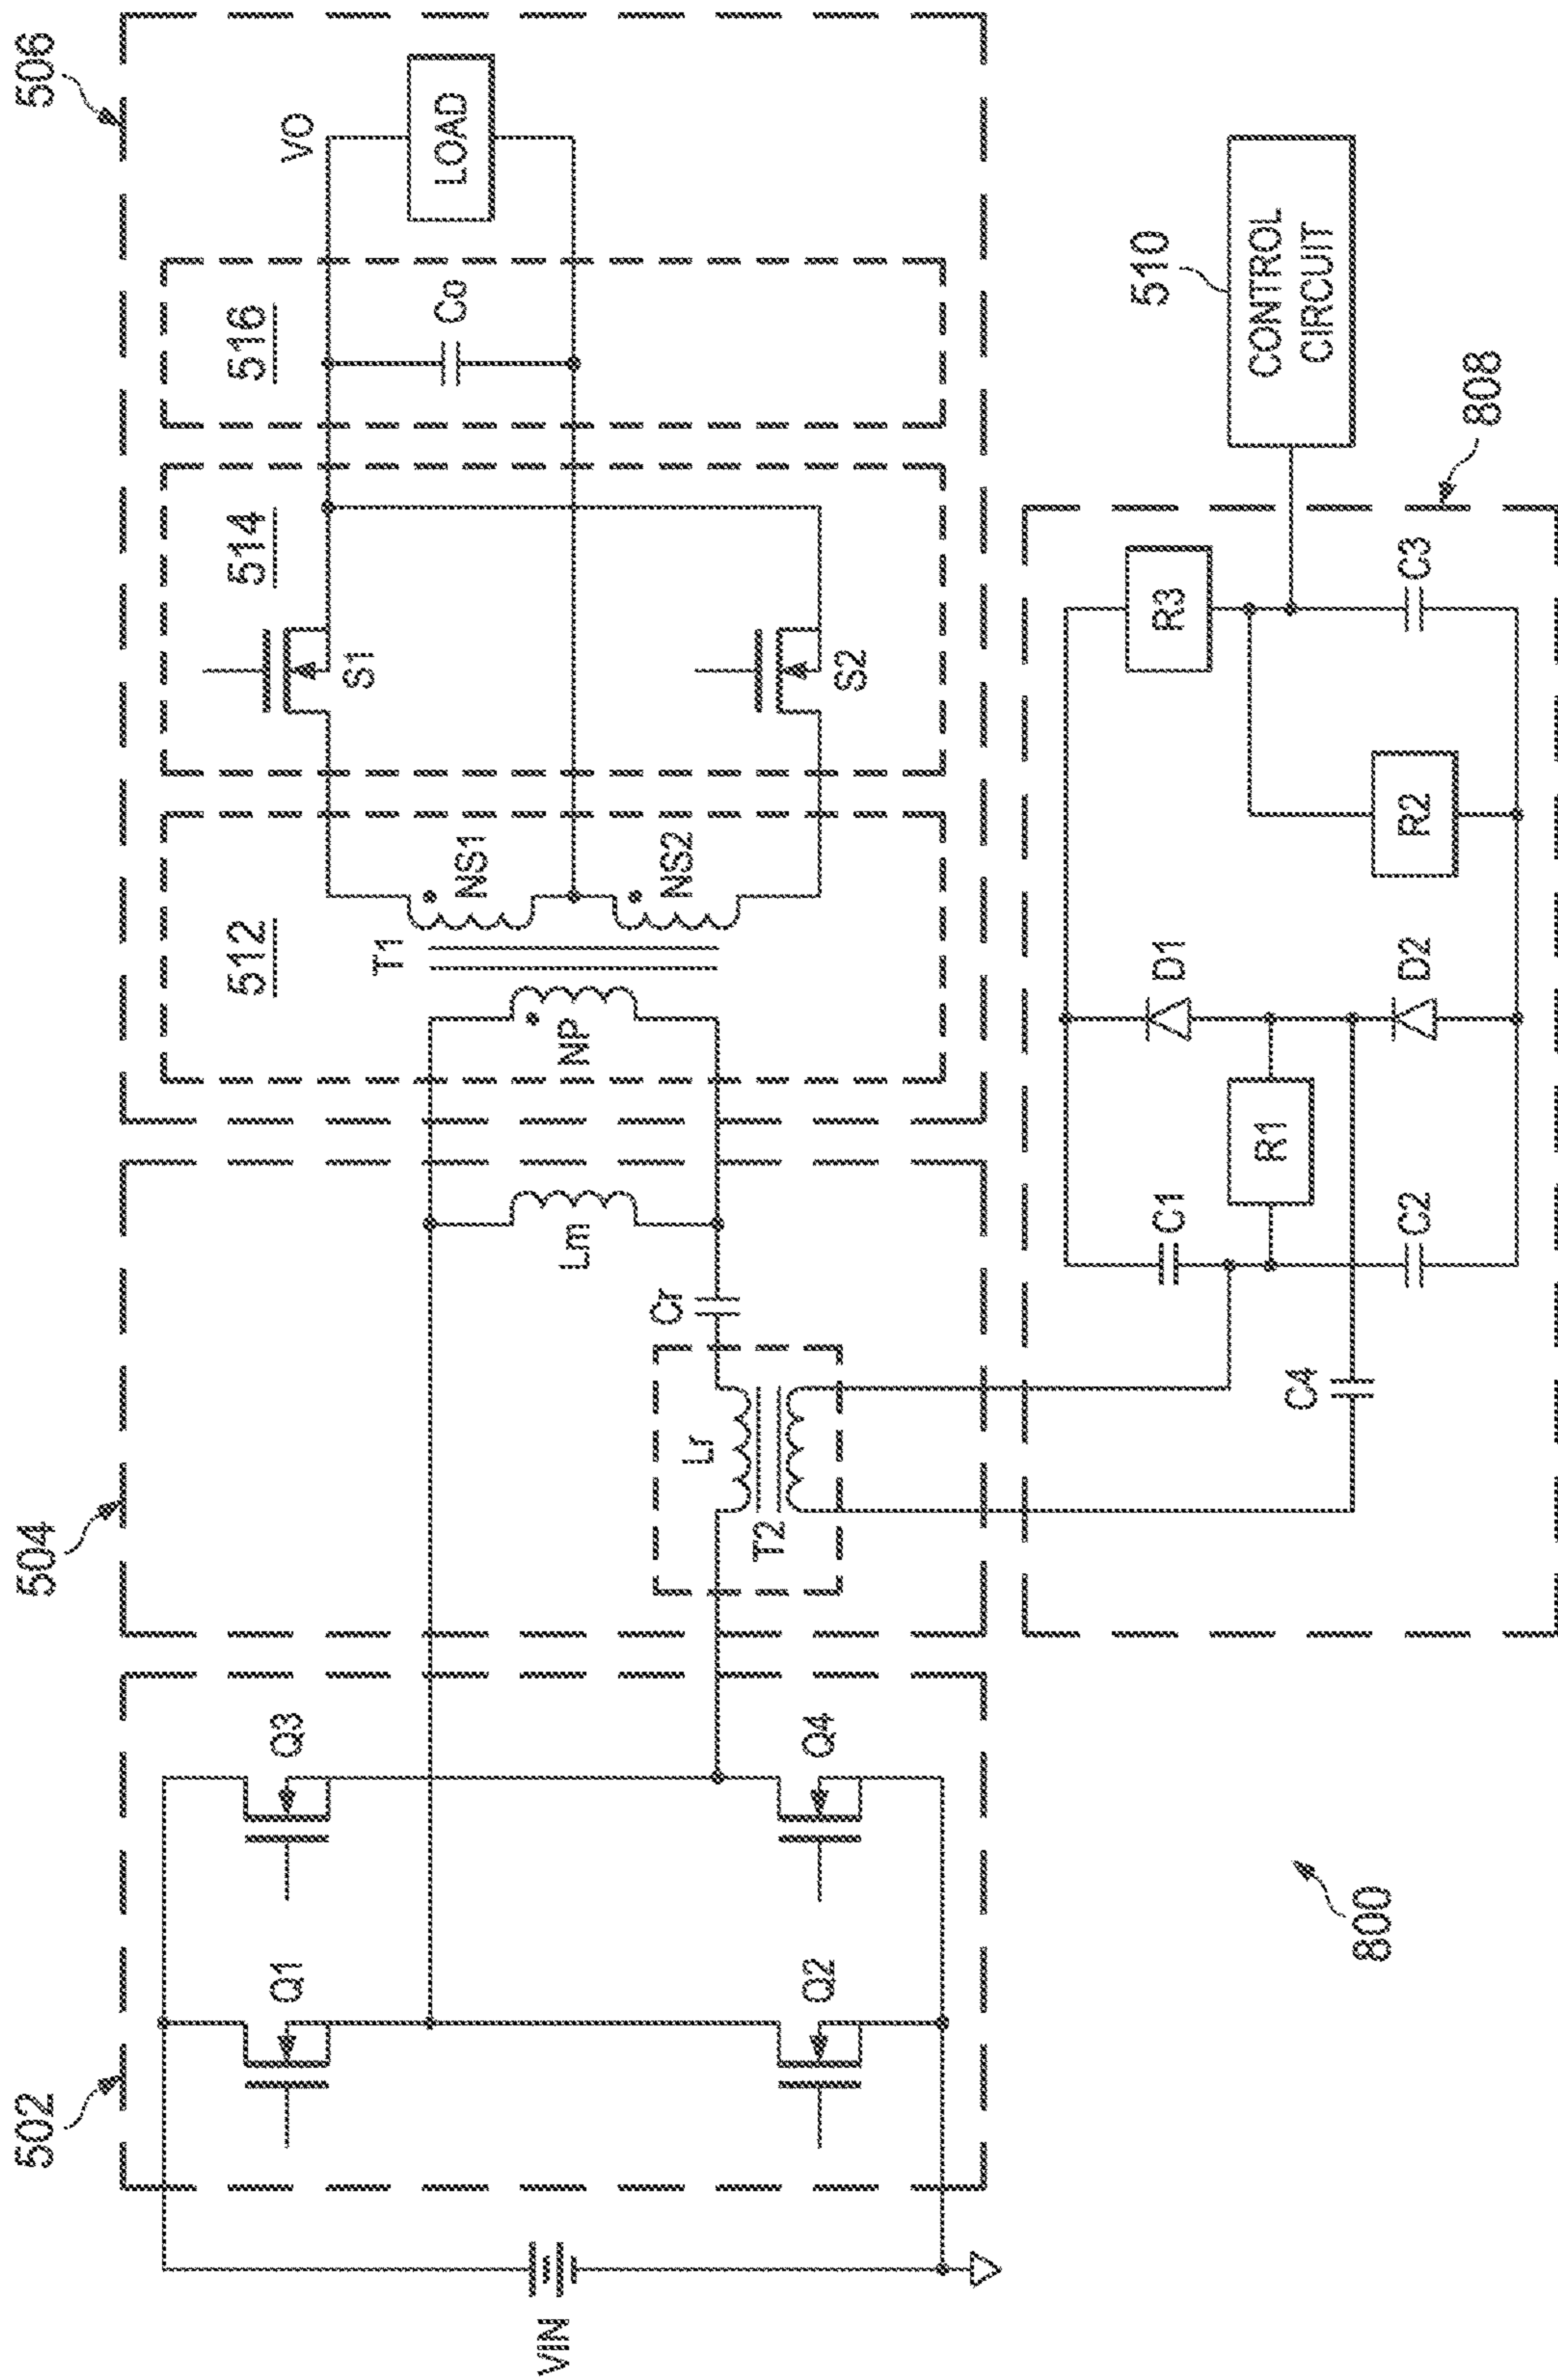 502
504
506
VIN
Q1
Q3
Q2
Q4
Lm
Cr
Lr
T2
512
T1
NP
NS1
NS2
514
S1
S2
516
Co
VO
LOAD
800
C4
C1
C2
R1
D1
D2
R2
R3
C3
808
510
CONTROL
CIRCUIT